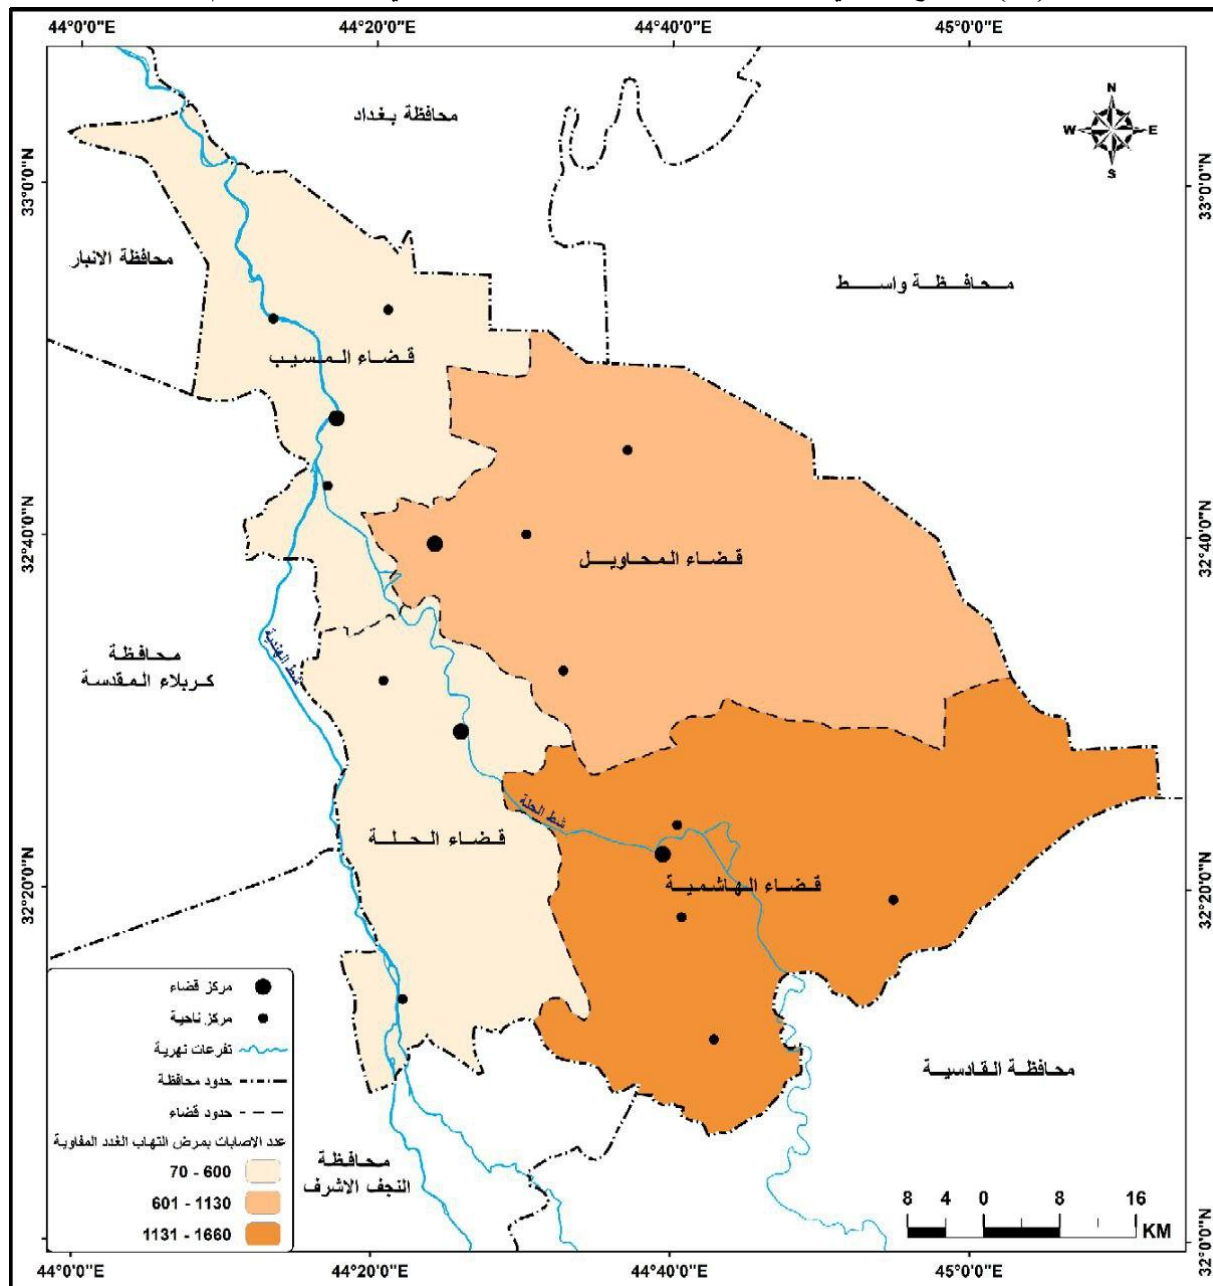 44°0'0"E 44°20'0"E 44°40'0"E 45°0'0"E
N
W E
S
محافظة بغداد
33°0'0"N 33°0'0"N
محافظة الانبار
محافظة واسط
قضاء المسيب
32°40'0"N 32°40'0"N
قضاء المحاويل
محافظة
كربلاء المقدسة
شط الهندية
شط الحلة
قضاء الحلة
قضاء الهاشمية
32°20'0"N 32°20'0"N
محافظة القادسية
محافظة
النجف الاشرف
مركز قضاء
مركز ناحية
تفرعات نهرية
حدود محافظة
حدود قضاء
عدد الاصابات بمرض التهاب الغدد المفاوية
70 - 600
601 - 1130
1131 - 1660
8 4 0 8 16
KM
32°0'0"N
44°0'0"E 44°20'0"E 44°40'0"E 45°0'0"E